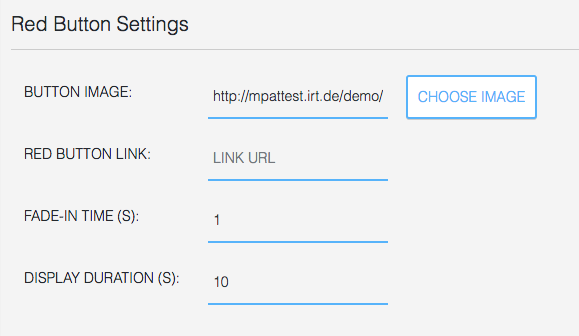 Red Button Settings
BUTTON IMAGE: http://mpattest.irt.de/demo/ CHOOSE IMAGE
RED BUTTON LINK: LINK URL
FADE-IN TIME (S): 1
DISPLAY DURATION (S): 10